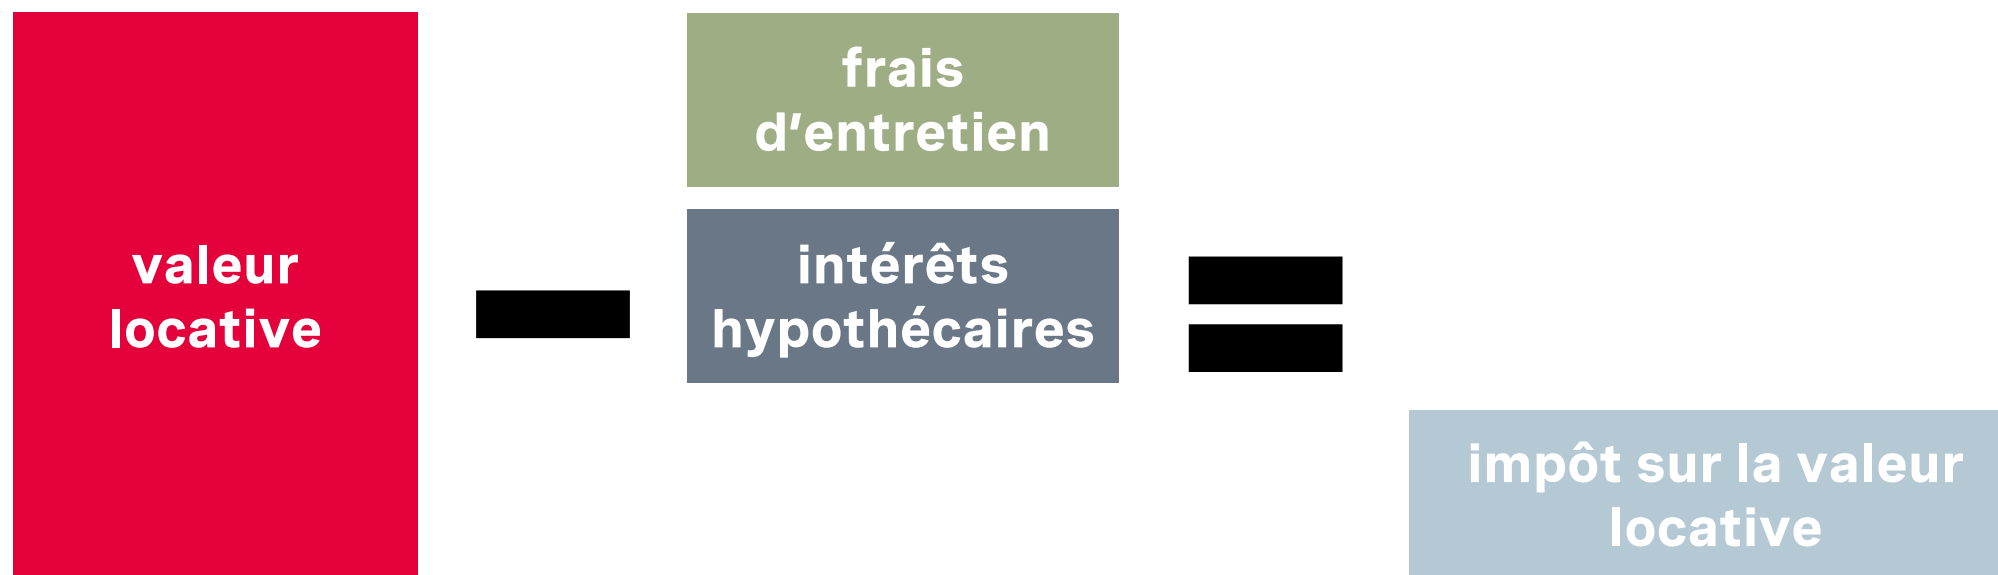 valeur
locative
frais
d’entretien
intérêts
hypothécaires
impôt sur la valeur
locative